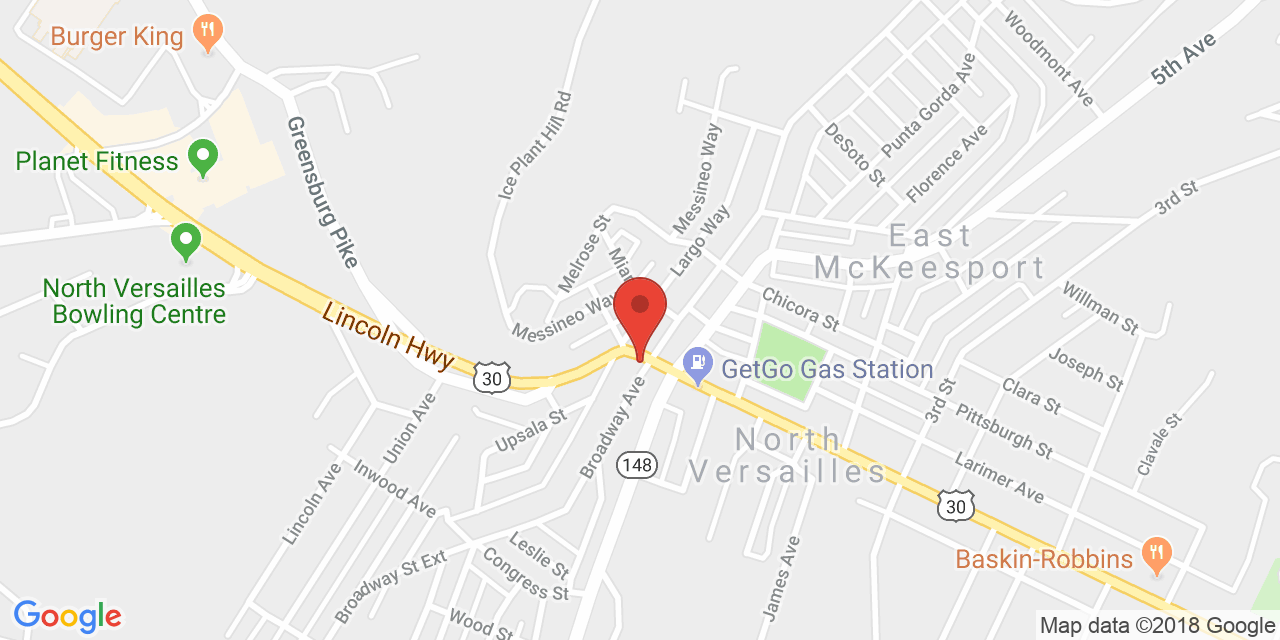 Burger King
Woodmont Ave
5th Ave
Punta Gorda Ave
Ice Plant Hill Rd
DeSoto St
Florence Ave
Greensburg Pike
Messineo Way
Planet Fitness
3rd St
Melrose St
Largo Way
East
McKeesport
North Versailles
Bowling Centre
Messineo Way
Chicora St
Willman St
Lincoln Hwy
30
GetGo Gas Station
Joseph St
Clara St
3rd St
Pittsburgh St
Union Ave
Upsala St
Broadway Ave
North
Versailles
148
Clavale St
Larimer Ave
Lincoln Ave
Inwood Ave
30
Leslie St
Congress St
Broadway St Ext
James Ave
Baskin-Robbins
Wood St
Google
Map data ©2018 Google